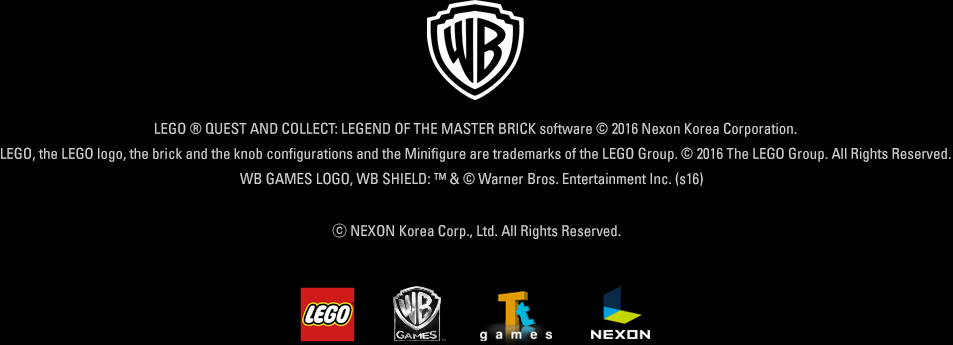 WB
LEGO ® QUEST AND COLLECT: LEGEND OF THE MASTER BRICK software © 2016 Nexon Korea Corporation.
LEGO, the LEGO logo, the brick and the knob configurations and the Minifigure are trademarks of the LEGO Group. © 2016 The LEGO Group. All Rights Reserved.
WB GAMES LOGO, WB SHIELD: ™ & © Warner Bros. Entertainment Inc. (s16)
ⓒ NEXON Korea Corp., Ltd. All Rights Reserved.
LEGO
WB
GAMES
Tt
games
NEXON